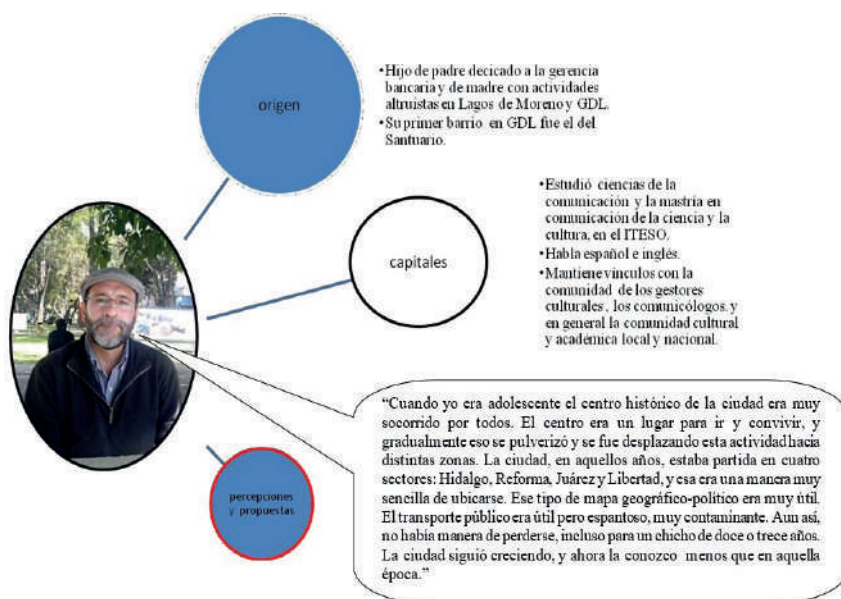 origen
•Hijo de padre decicado a la gerencia
bancaria y de madre con actividades
altruistas en Lagos de Moreno y GDL.
•Su primer barrio en GDL fue el del
Santuario.
capitales
•Estudió ciencias de la
comunicación y la mastría en
comunicación de la ciencia y la
cultura, en el ITESO.
•Habla español e inglés.
•Mantiene vínculos con la
comunidad de los gestores
culturales, los comunicólogos. y
en general la comunidad cultural
y académica local y nacional.
percepciones
y propuestas
“Cuando yo era adolescente el centro histórico de la ciudad era muy
socorrido por todos. El centro era un lugar para ir y convivir, y
gradualmente eso se pulverizó y se fue desplazando esta actividad hacia
distintas zonas. La ciudad, en aquellos años, estaba partida en cuatro
sectores: Hidalgo, Reforma, Juárez y Libertad, y esa era una manera muy
sencilla de ubicarse. Ese tipo de mapa geográfico-político era muy útil.
El transporte público era útil pero espantoso, muy contaminante. Aun así,
no había manera de perderse, incluso para un chicho de doce o trece años.
La ciudad siguió creciendo, y ahora la conozco menos que en aquella
época.”